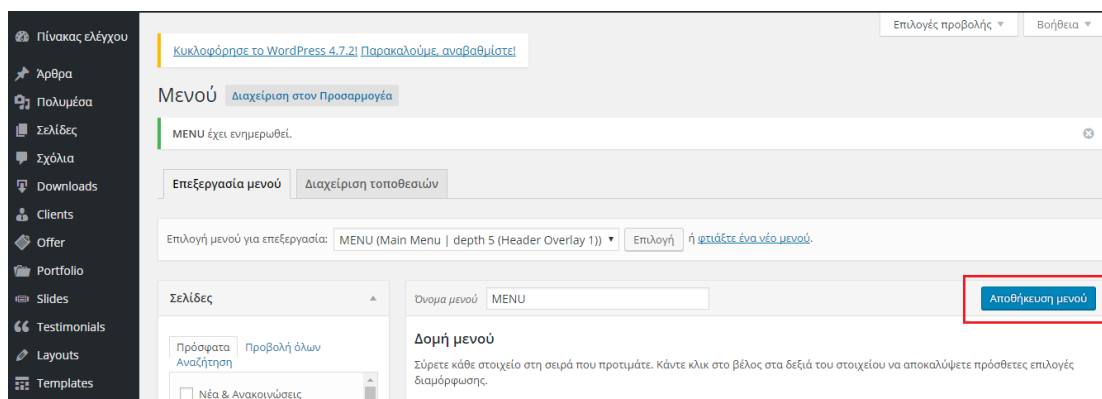 Επιλογές προβολής
Βοήθεια
Πίνακας ελέγχου
Άρθρα
Πολυμέσα
Σελίδες
Σχόλια
Downloads
Clients
Offer
Portfolio
Slides
Testimonials
Layouts
Templates
Κυκλοφόρησε το WordPress 4.7.2! Παρακαλούμε, αναβαθμίστε!
Μενού Διαχείριση στον Προσαρμογέα
MENU έχει ενημερωθεί.
Επεξεργασία μενού Διαχείριση τοποθεσιών
Επιλογή μενού για επεξεργασία: MENU (Main Menu | depth 5 (Header Overlay 1)) Επιλογή ή φτιάξτε ένα νέο μενού.
Σελίδες
Πρόσφατα Προβολή όλων
Αναζήτηση
Νέα & Ανακοινώσεις
Όνομα μενού MENU Αποθήκευση μενού
Δομή μενού
Σύρετε κάθε στοιχείο στη σειρά που προτιμάτε. Κάντε κλικ στο βέλος στα δεξιά του στοιχείου να αποκαλύψετε πρόσθετες επιλογές
διαμόρφωσης.